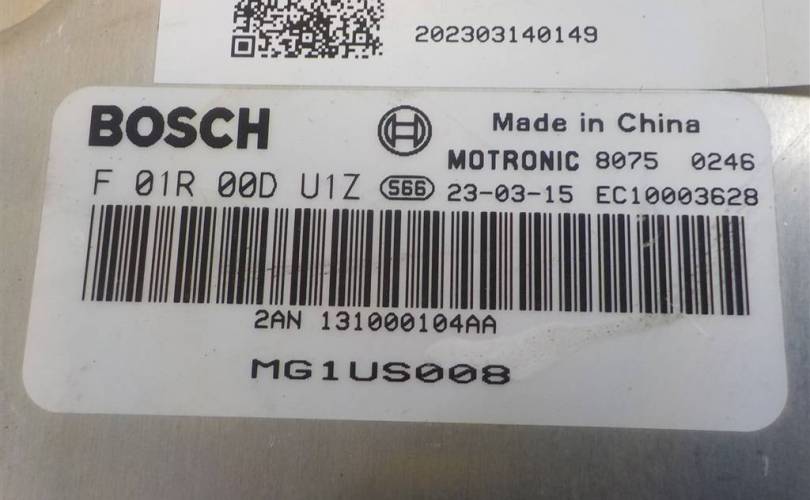 202303140149
BOSCH
Made in China
MOTRONIC 8075 0246
F 01R 00D U1Z 566 23-03-15 EC10003628
2AN 131000104AA
MG1US008